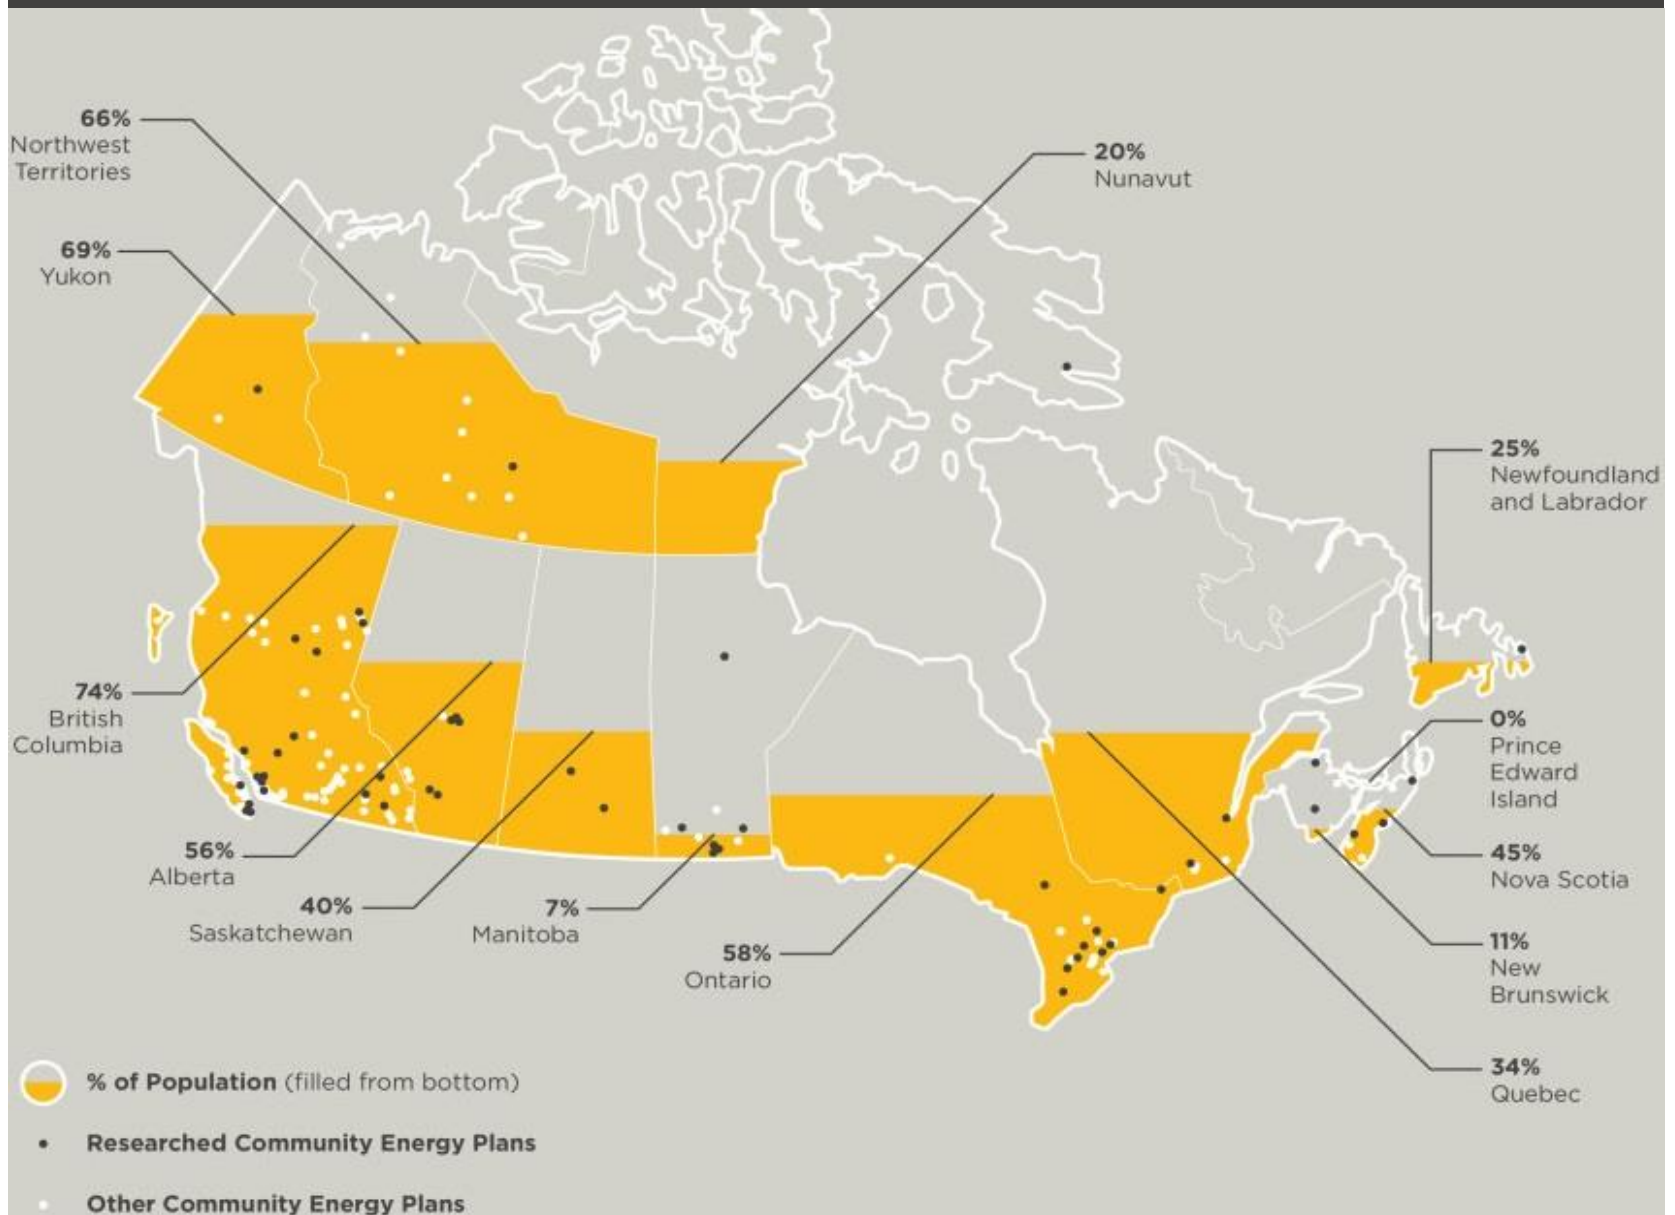 66%
Northwest
Territories
20%
Nunavut
69%
Yukon
25%
Newfoundland
and Labrador
74%
British
Columbia
0%
Prince
Edward
Island
56%
Alberta
45%
Nova Scotia
40%
Saskatchewan
7%
Manitoba
58%
Ontario
11%
New
Brunswick
34%
Quebec
% of Population (filled from bottom)
Researched Community Energy Plans
Other Community Energy Plans